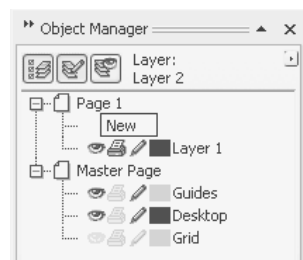 Object Manager
Layer:
Layer 2
Page 1
New
Layer 1
Master Page
Guides
Desktop
Grid